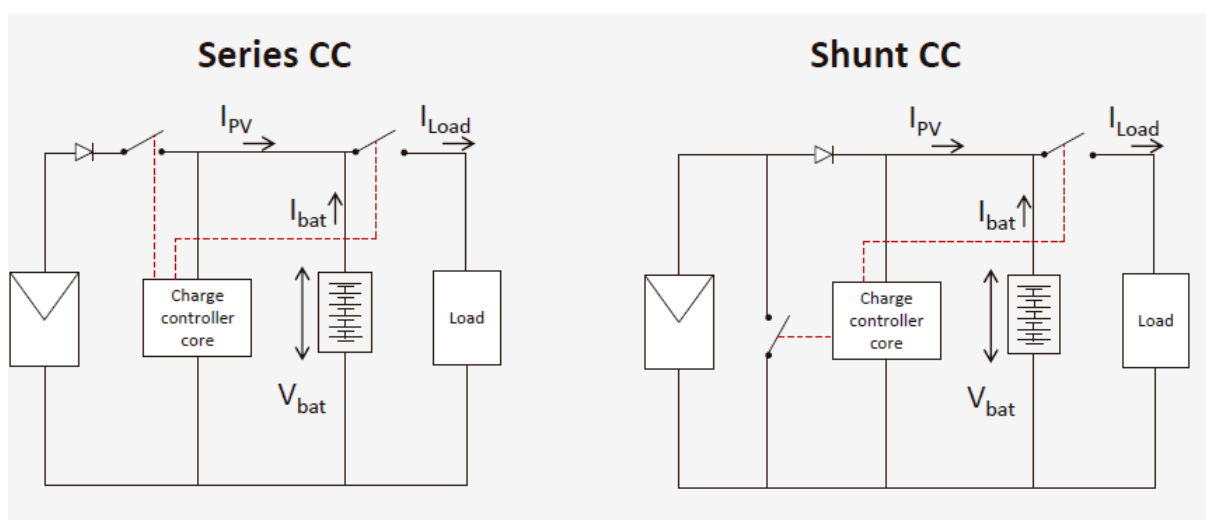 Series CC
I_PV
I_Load
I_bat
Charge
controller
core
Load
V_bat
Shunt CC
I_PV
I_Load
I_bat
Charge
controller
core
Load
V_bat